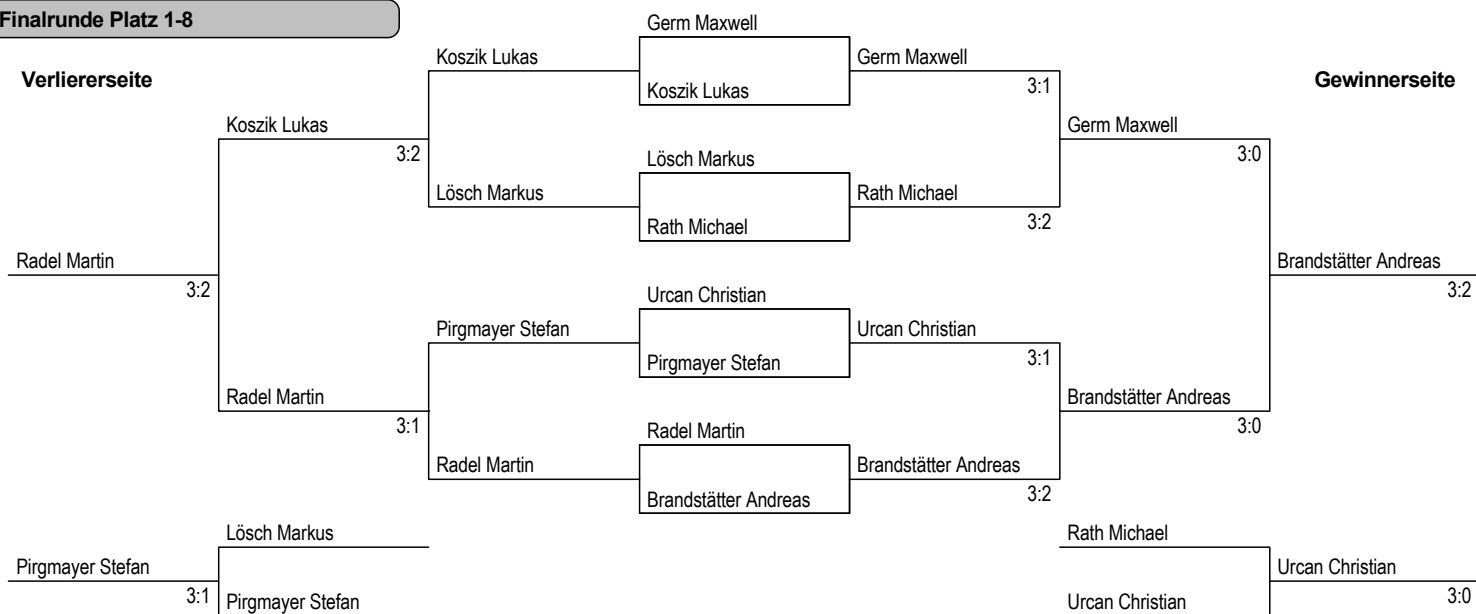 Finalrunde Platz 1-8
Germ Maxwell
Koszik Lukas
Germ Maxwell
Verliererseite
Gewinnerseite
Koszik Lukas
3:1
Koszik Lukas
Germ Maxwell
3:2
Lösch Markus
3:0
Lösch Markus
Rath Michael
Rath Michael
3:2
Radel Martin
Brandstätter Andreas
3:2
Urcan Christian
3:2
Pirgmayer Stefan
Urcan Christian
Pirgmayer Stefan
3:1
Radel Martin
Brandstätter Andreas
3:1
Radel Martin
3:0
Radel Martin
Brandstätter Andreas
Brandstätter Andreas
3:2
Lösch Markus
Rath Michael
Pirgmayer Stefan
Urcan Christian
3:1
Pirgmayer Stefan
Urcan Christian
3:0